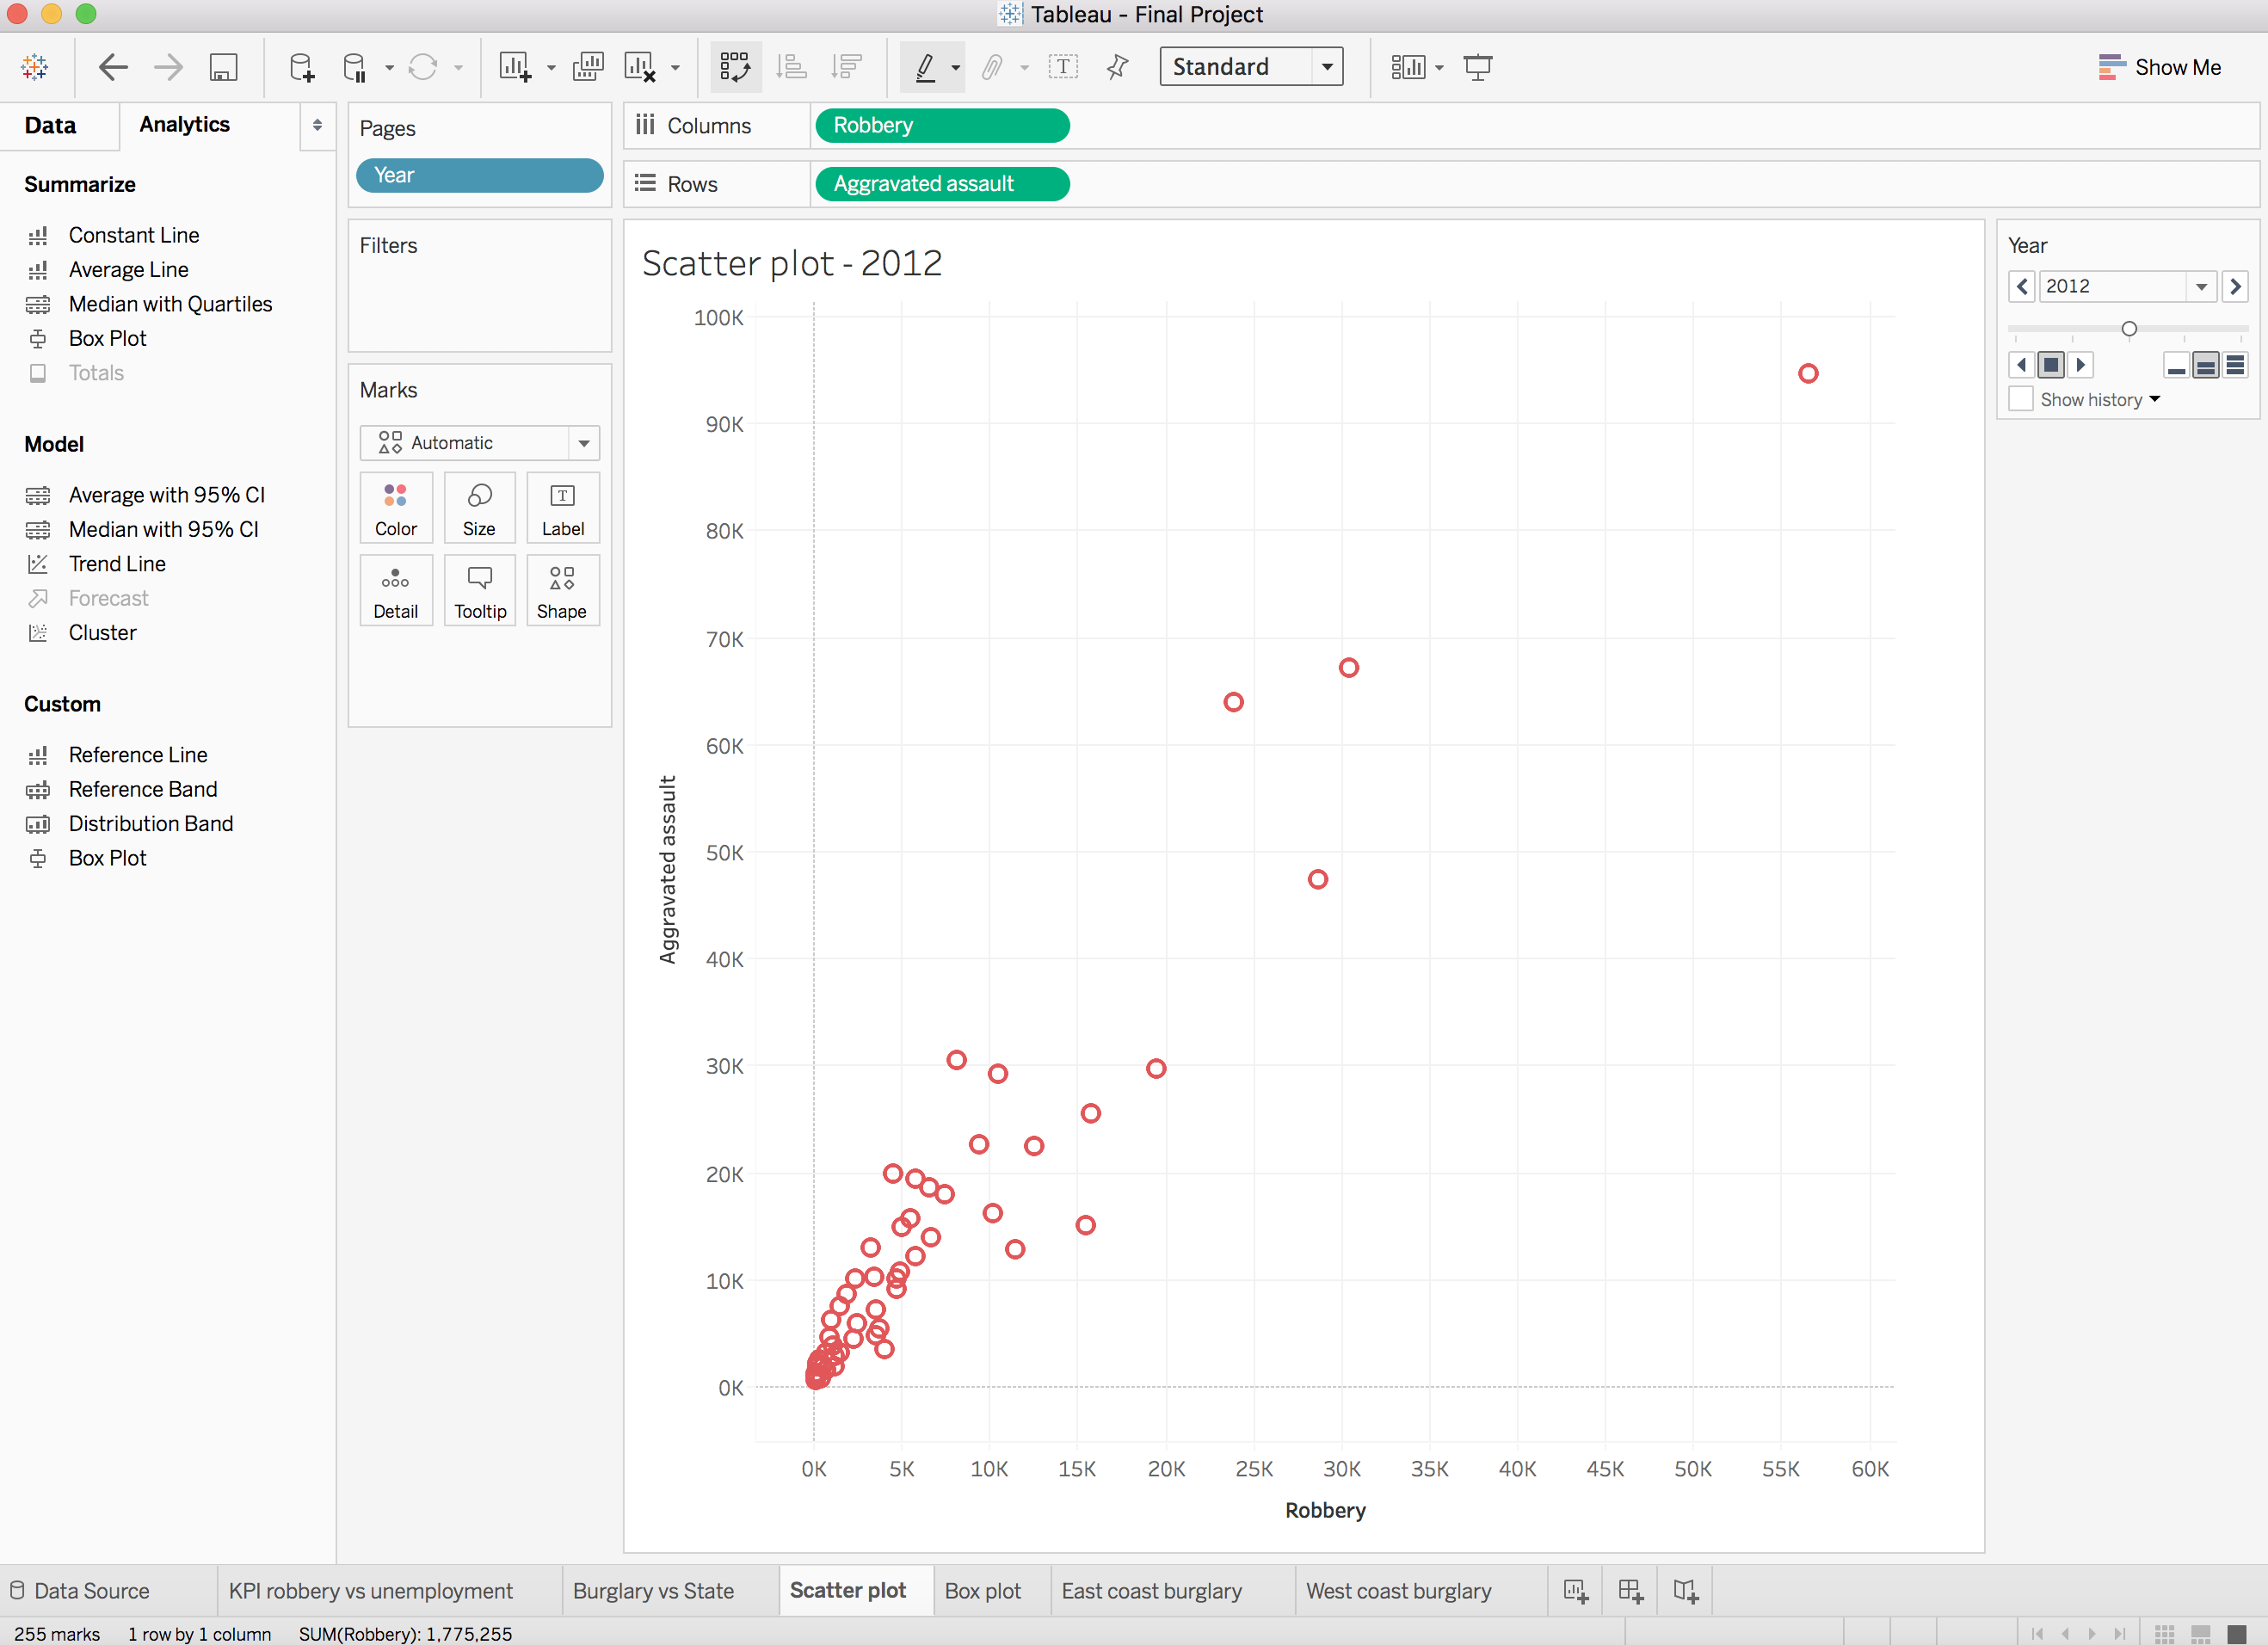 Tableau - Final Project
Standard
Show Me
Data
Analytics
Summarize
Constant Line
Average Line
Median with Quartiles
Box Plot
Totals
Model
Average with 95% CI
Median with 95% CI
Trend Line
Forecast
Cluster
Custom
Reference Line
Reference Band
Distribution Band
Box Plot
Pages
Year
Filters
Marks
Automatic
Color
Size
T
Label
Detail
Tooltip
Shape
Columns
Robbery
Rows
Aggravated assault
Scatter plot - 2012
100K
90K
80K
70K
60K
50K
40K
30K
20K
10K
0K
Aggravated assault
0K 5K 10K 15K 20K 25K 30K 35K 40K 45K 50K 55K 60K
Robbery
Year
2012
Show history
Data Source
KPI robbery vs unemployment
Burglary vs State
Scatter plot
Box plot
East coast burglary
West coast burglary
255 marks 1 row by 1 column SUM(Robbery): 1,775,255